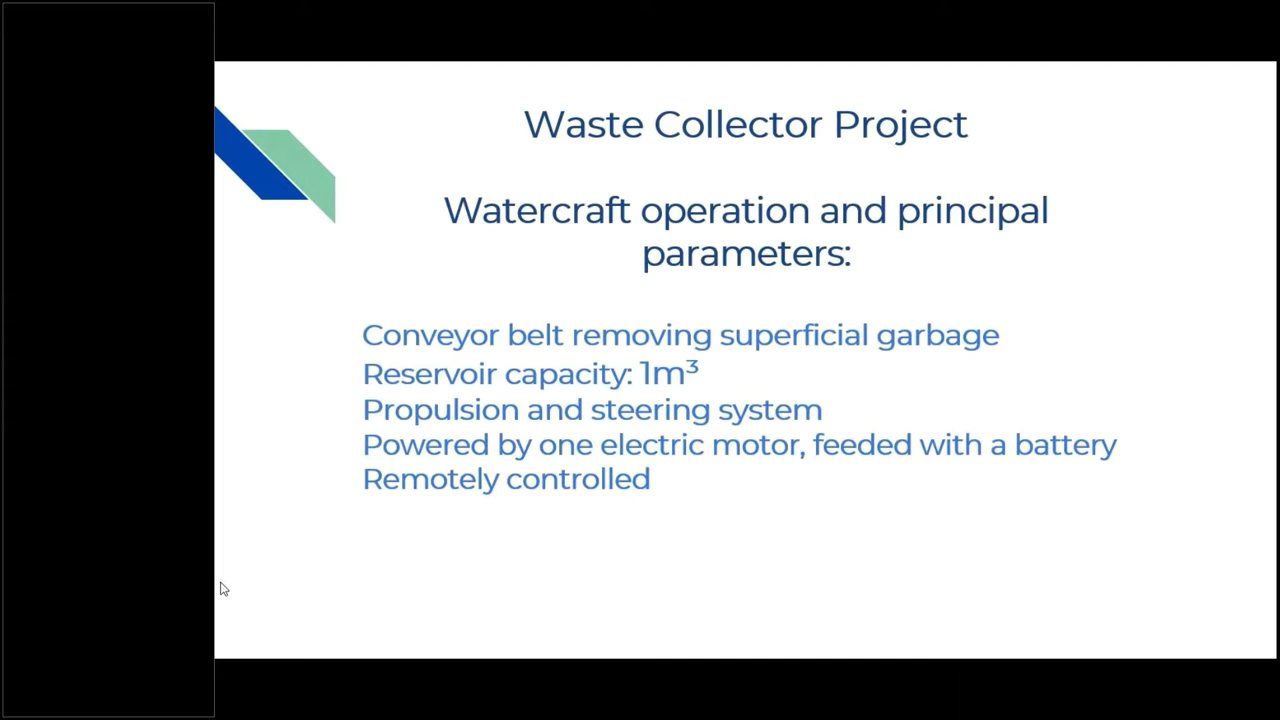 Waste Collector Project
Watercraft operation and principal
parameters:
Conveyor belt removing superficial garbage
Reservoir capacity: 1m³
Propulsion and steering system
Powered by one electric motor, feeded with a battery
Remotely controlled